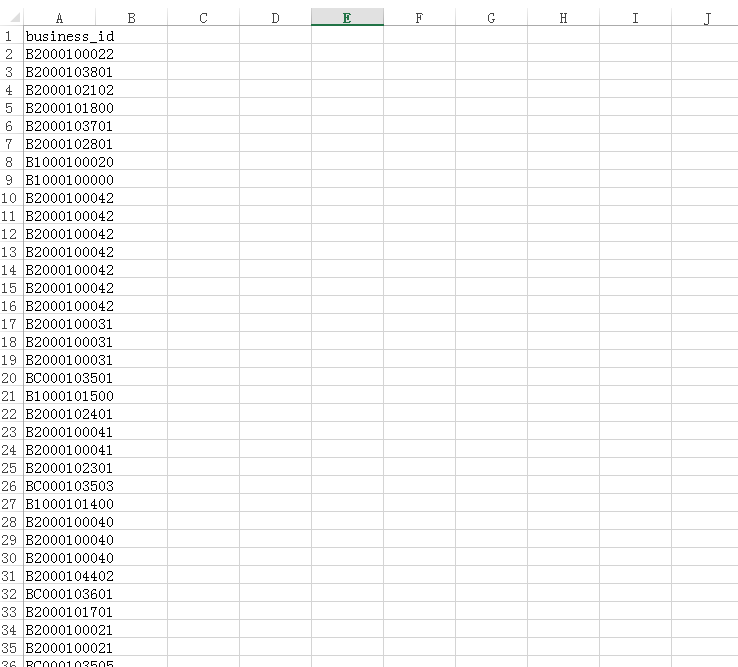 A B C D E F G H I J
1 business_id
2 B2000100022
3 B2000103801
4 B2000102102
5 B2000101800
6 B2000103701
7 B2000102801
8 B1000100020
9 B1000100000
10 B2000100042
11 B2000100042
12 B2000100042
13 B2000100042
14 B2000100042
15 B2000100042
16 B2000100042
17 B2000100031
18 B2000100031
19 B2000100031
20 BC000103501
21 B1000101500
22 B2000102401
23 B2000100041
24 B2000100041
25 B2000102301
26 BC000103503
27 B1000101400
28 B2000100040
29 B2000100040
30 B2000100040
31 B2000104402
32 BC000103601
33 B2000101701
34 B2000100021
35 B2000100021
36 BC000103505